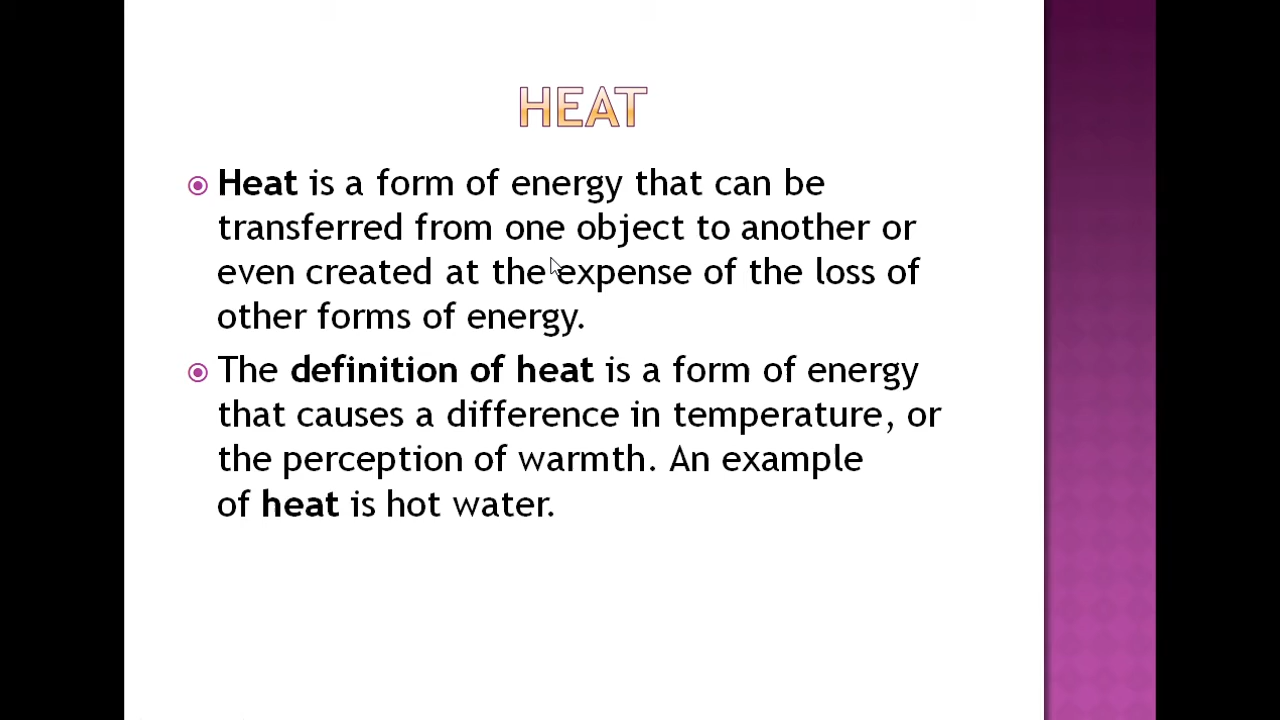 HEAT
Heat is a form of energy that can be
transferred from one object to another or
even created at the expense of the loss of
other forms of energy.
The definition of heat is a form of energy
that causes a difference in temperature, or
the perception of warmth. An example
of heat is hot water.